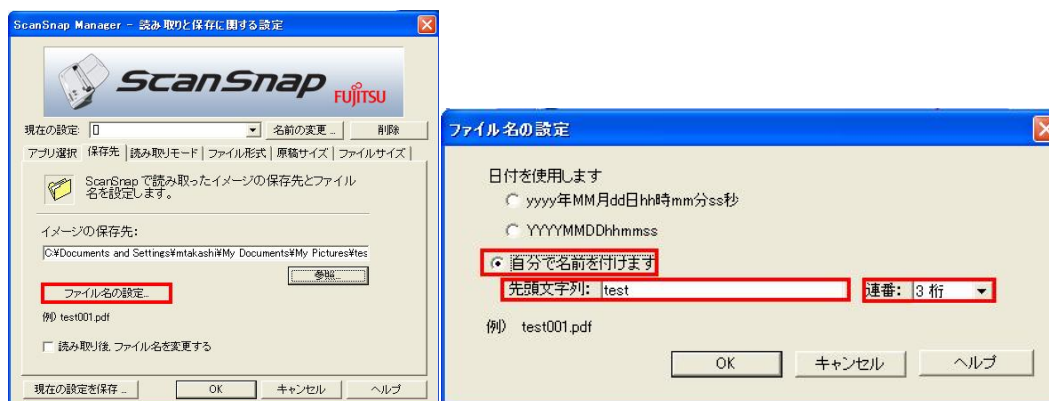 ScanSnap Manager - 読み取りと保存に関する設定
ScanSnap
FUJITSU
現在の設定: 名前の変更... 削除
アプリ選択 保存先 読み取りモード ファイル形式 原稿サイズ ファイルサイズ
ScanSnap で読み取ったイメージの保存先とファイル
名を設定します。
イメージの保存先:
C:¥Documents and Settings¥mtakashi¥My Documents¥My Pictures¥tes
参照...
ファイル名の設定...
例) test001.pdf
読み取り後、ファイル名を変更する
現在の設定を保存... OK キャンセル ヘルプ
ファイル名の設定
日付を使用します
yyyy年MM月dd日hh時mm分ss秒
YYYYMMDDhhmmss
自分で名前を付けます
先頭文字列: test 連番: 3 桁
例) test001.pdf
OK キャンセル ヘルプ